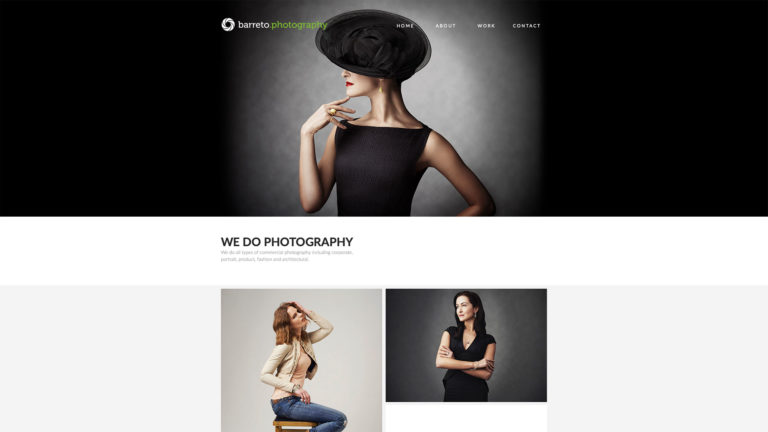 barreto.photography
HOME ABOUT WORK CONTACT
WE DO PHOTOGRAPHY
We do all types of commercial photography including corporate,
portrait, product, fashion and architectural.